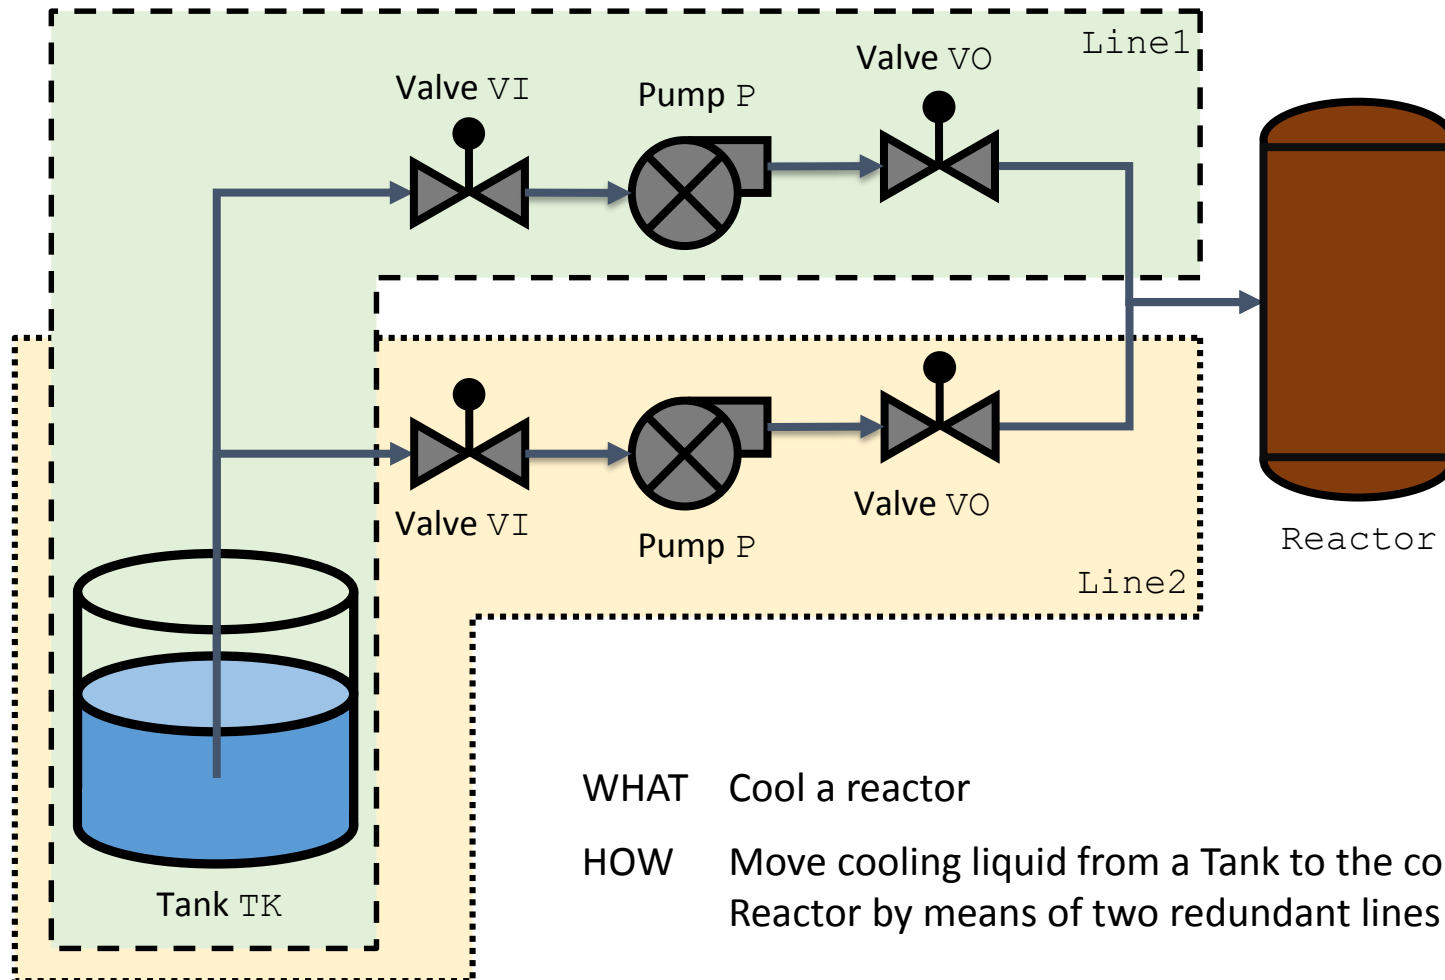 Line1
Valve VO
Valve VI
Pump P
Valve VI
Pump P
Valve VO
Reactor
Line2
Tank TK
WHAT Cool a reactor
HOW Move cooling liquid from a Tank to the
Reactor by means of two redundant lines